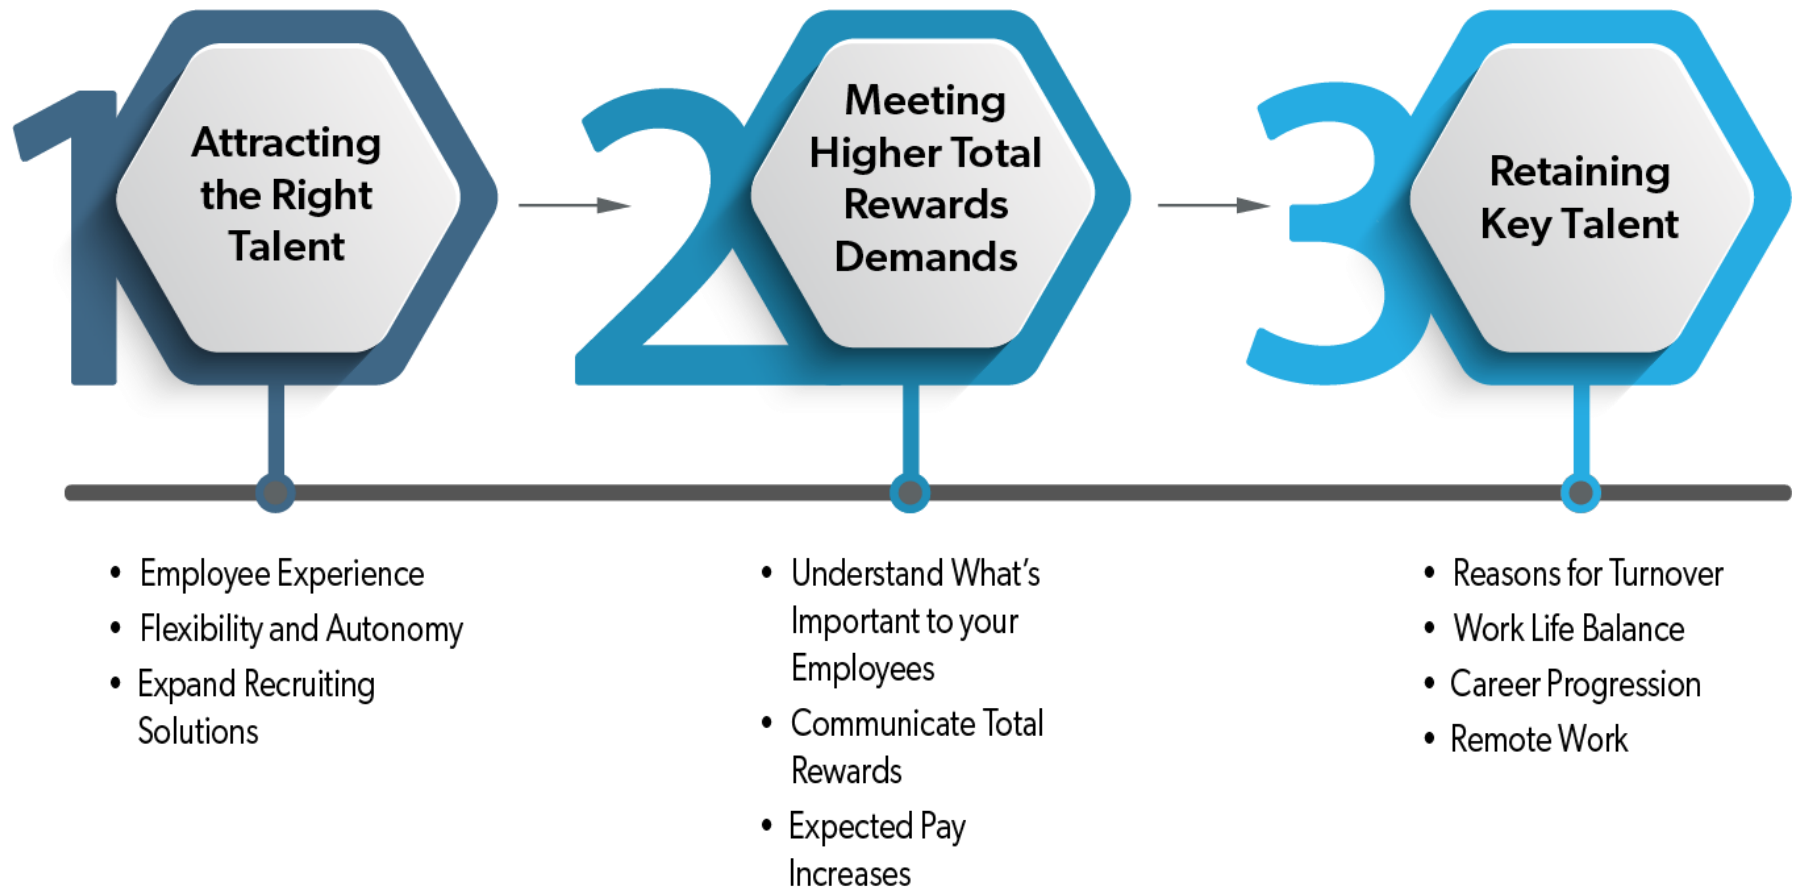 1
Attracting
the Right
Talent
2
Meeting
Higher Total
Rewards
Demands
3
Retaining
Key Talent
• Employee Experience
• Flexibility and Autonomy
• Expand Recruiting
Solutions
• Understand What’s
Important to your
Employees
• Communicate Total
Rewards
• Expected Pay
Increases
• Reasons for Turnover
• Work Life Balance
• Career Progression
• Remote Work